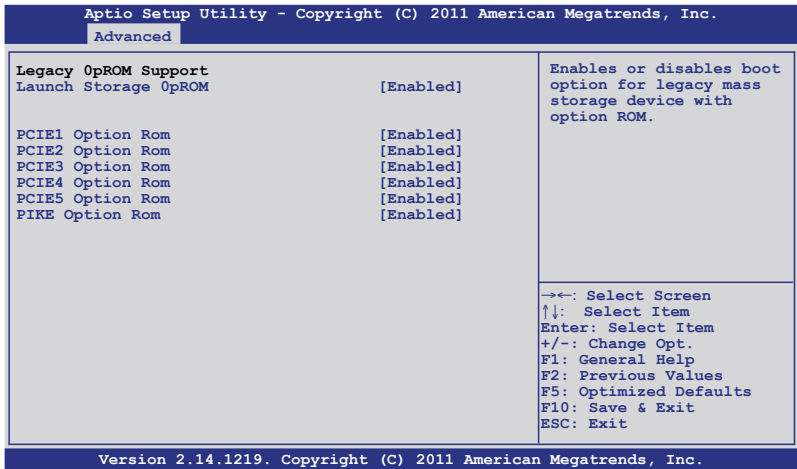 Aptio Setup Utility - Copyright (C) 2011 American Megatrends, Inc.
Advanced
Legacy 0pROM Support
Launch Storage 0pROM [Enabled]
PCIE1 Option Rom [Enabled]
PCIE2 Option Rom [Enabled]
PCIE3 Option Rom [Enabled]
PCIE4 Option Rom [Enabled]
PCIE5 Option Rom [Enabled]
PIKE Option Rom [Enabled]
Enables or disables boot
option for legacy mass
storage device with
option ROM.
→←: Select Screen
↑↓: Select Item
Enter: Select Item
+/-: Change Opt.
F1: General Help
F2: Previous Values
F5: Optimized Defaults
F10: Save & Exit
ESC: Exit
Version 2.14.1219. Copyright (C) 2011 American Megatrends, Inc.